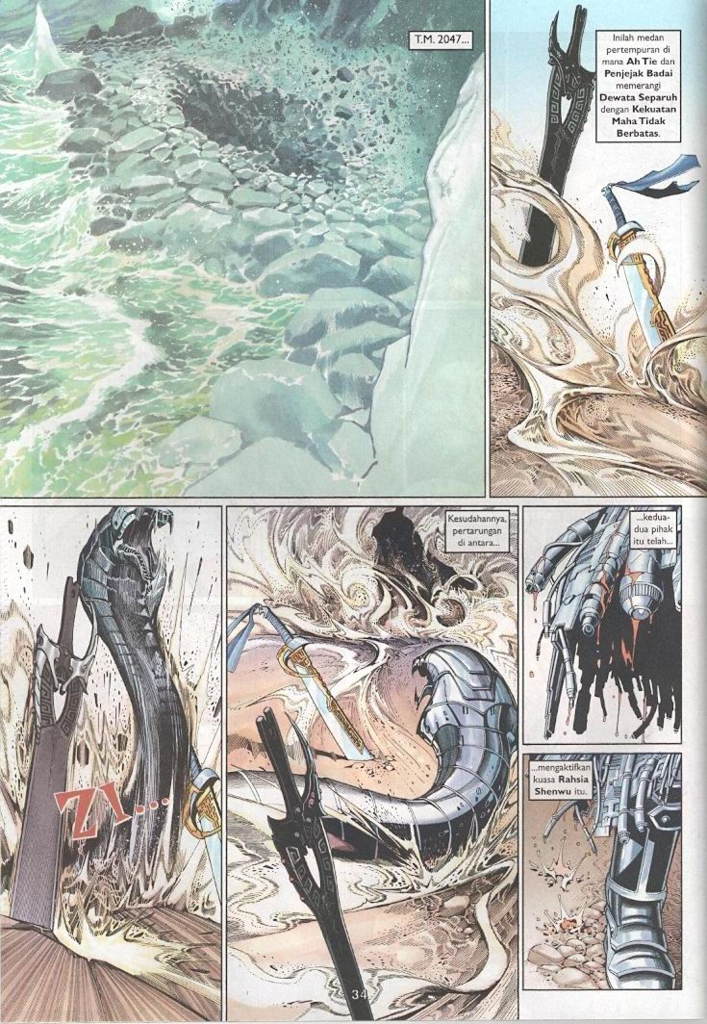 T.M. 2047...
Inilah medan
pertempuran di
mana Ah Tie dan
Penjejak Badai
memerangi
Dewata Separuh
dengan Kekuatan
Maha Tidak
Berbatas.
ZI...
Kesudahannya,
pertarungan
di antara...
...kedua-
dua pihak
itu telah...
...mengaktifkan
kuasa Rahsia
Shenwu itu.
34